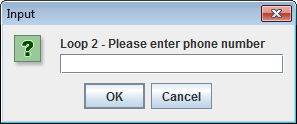 Input
Loop 2 - Please enter phone number
OK
Cancel